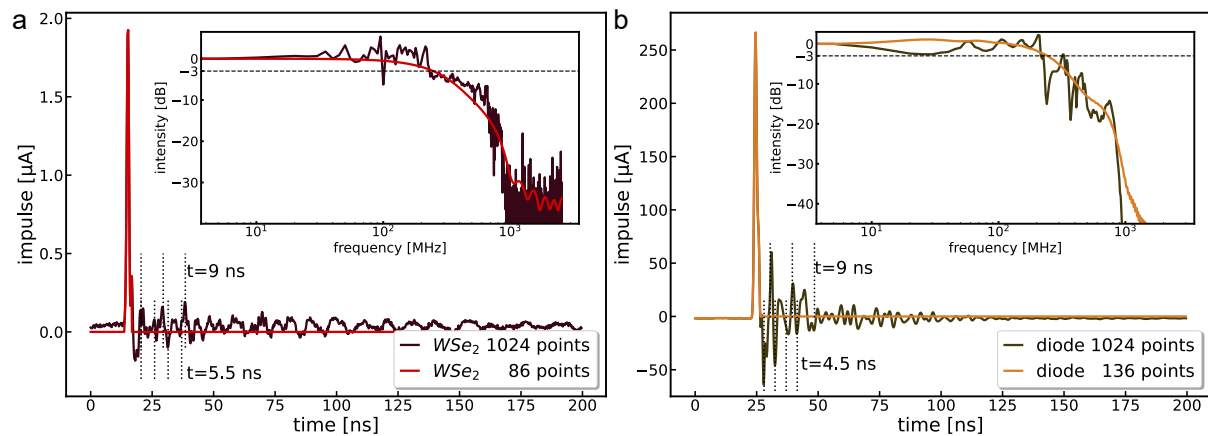 a
impulse [μA]
2.0
1.5
1.0
0.5
0.0
intensity [dB]
0
−3
−10
−20
−30
10¹ 10² 10³
frequency [MHz]
t=9 ns
t=5.5 ns
WSe₂ 1024 points
WSe₂ 86 points
0 25 50 75 100 125 150 175 200
time [ns]
b
impulse [μA]
250
200
150
100
50
0
−50
intensity [dB]
0
−3
−10
−20
−30
−40
10¹ 10² 10³
frequency [MHz]
t=9 ns
t=4.5 ns
diode 1024 points
diode 136 points
0 25 50 75 100 125 150 175 200
time [ns]